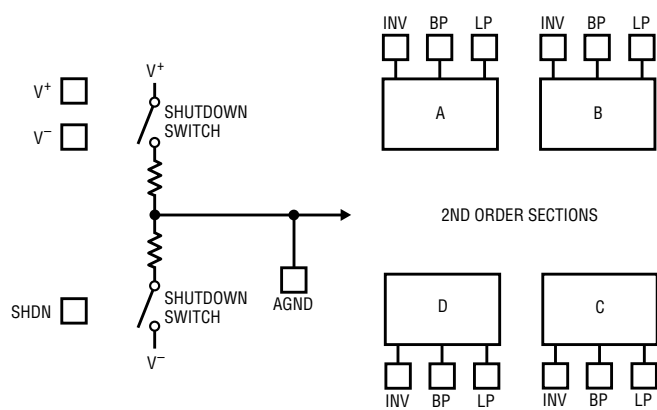 V+
V−
SHDN
V+
SHUTDOWN
SWITCH
SHUTDOWN
SWITCH
V−
AGND
INV BP LP
A
INV BP LP
B
2ND ORDER SECTIONS
D
INV BP LP
C
INV BP LP